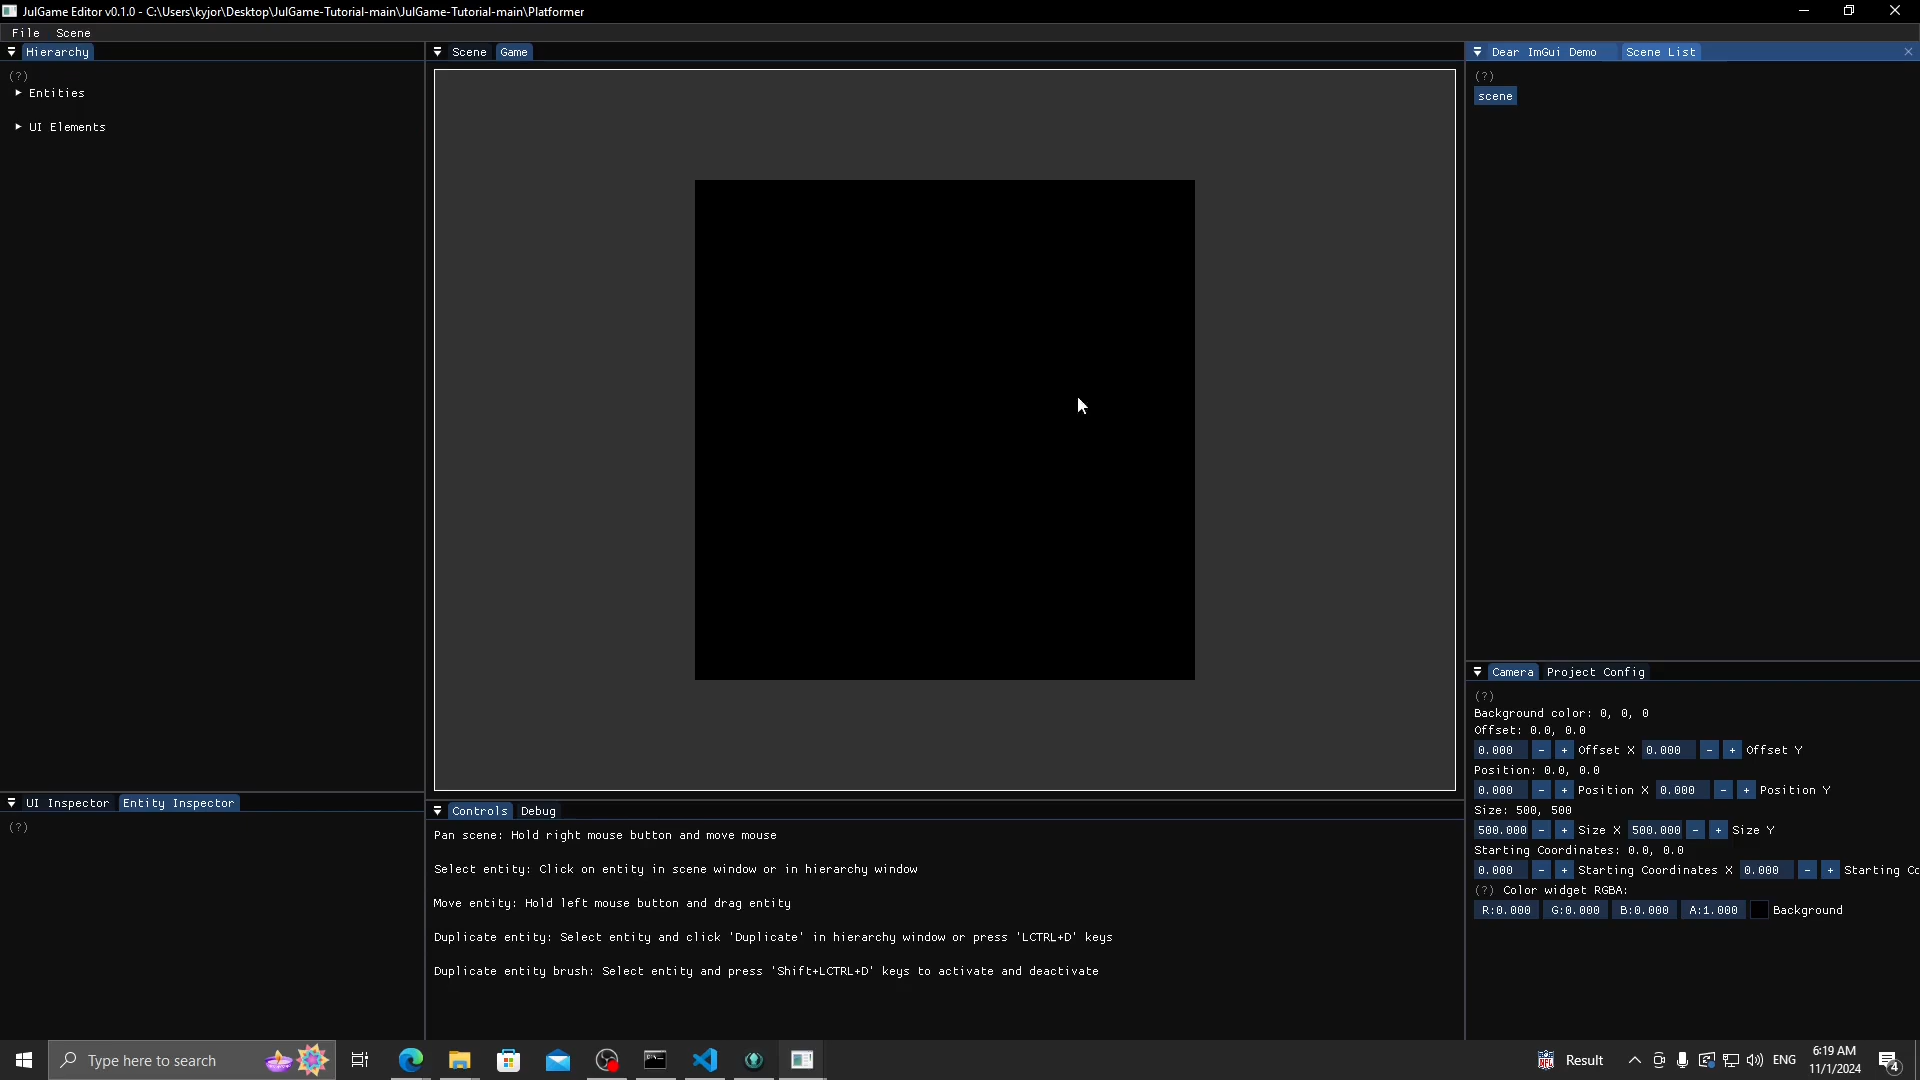 JulGame Editor v0.1.0 - C:\Users\kyjor\Desktop\JulGame-Tutorial-main\JulGame-Tutorial-main\Platformer
File Scene
Hierarchy
(?)
Entities
UI Elements
Scene Game
Dear ImGui Demo Scene List
(?)
scene
Camera Project Config
(?)
Background color: 0, 0, 0
Offset: 0.0, 0.0
0.000 - + Offset X 0.000 - + Offset Y
Position: 0.0, 0.0
0.000 - + Position X 0.000 - + Position Y
Size: 500, 500
500.000 - + Size X 500.000 - + Size Y
Starting Coordinates: 0.0, 0.0
0.000 - + Starting Coordinates X 0.000 - + Starting Co
(?) Color widget RGBA:
R:0.000 G:0.000 B:0.000 A:1.000 Background
UI Inspector Entity Inspector
(?)
Controls Debug
Pan scene: Hold right mouse button and move mouse
Select entity: Click on entity in scene window or in hierarchy window
Move entity: Hold left mouse button and drag entity
Duplicate entity: Select entity and click 'Duplicate' in hierarchy window or press 'LCTRL+D' keys
Duplicate entity brush: Select entity and press 'Shift+LCTRL+D' keys to activate and deactivate
Type here to search
Result
ENG
6:19 AM
11/1/2024
4